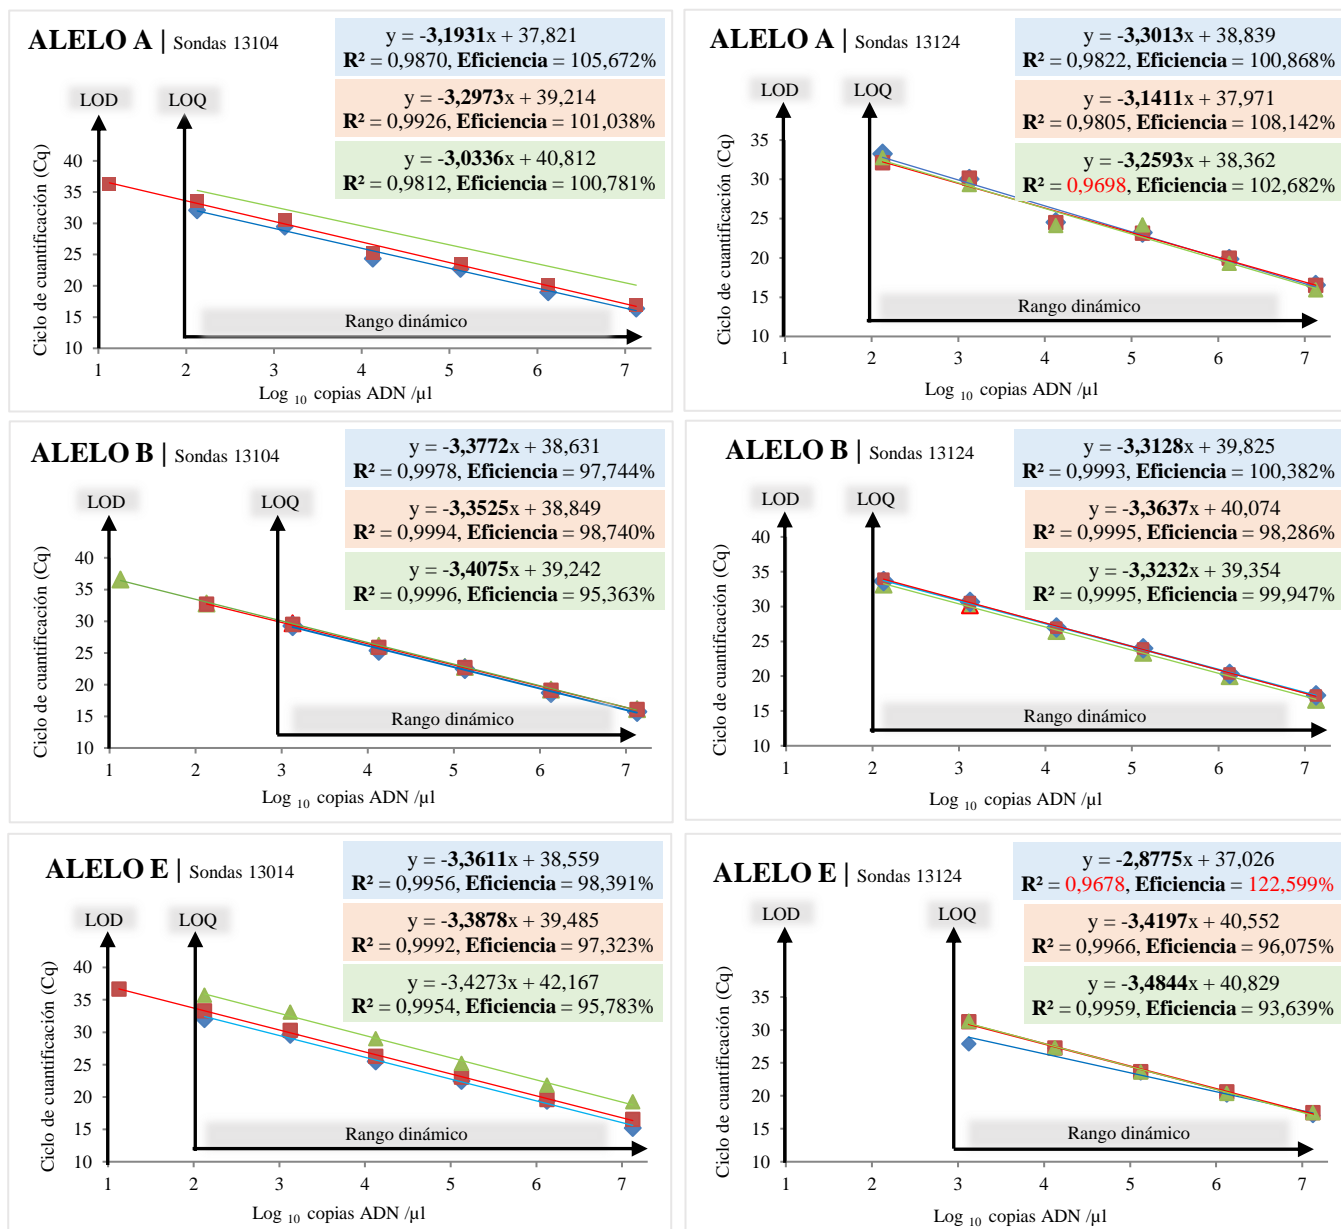 ALELO A | Sondas 13104
y = -3,1931x + 37,821
R² = 0,9870, Eficiencia = 105,672%
y = -3,2973x + 39,214
R² = 0,9926, Eficiencia = 101,038%
y = -3,0336x + 40,812
R² = 0,9812, Eficiencia = 100,781%
LOD
LOQ
Ciclo de cuantificación (Cq)
40
35
30
25
20
15
10
Rango dinámico
1 2 3 4 5 6 7
Log 10 copias ADN /µl
ALELO A | Sondas 13124
y = -3,3013x + 38,839
R² = 0,9822, Eficiencia = 100,868%
y = -3,1411x + 37,971
R² = 0,9805, Eficiencia = 108,142%
y = -3,2593x + 38,362
R² = 0,9698, Eficiencia = 102,682%
LOD
LOQ
Ciclo de cuantificación (Cq)
35
30
25
20
15
10
Rango dinámico
1 2 3 4 5 6 7
Log 10 copias ADN /µl
ALELO B | Sondas 13104
y = -3,3772x + 38,631
R² = 0,9978, Eficiencia = 97,744%
y = -3,3525x + 38,849
R² = 0,9994, Eficiencia = 98,740%
y = -3,4075x + 39,242
R² = 0,9996, Eficiencia = 95,363%
LOD
LOQ
Ciclo de cuantificación (Cq)
40
35
30
25
20
15
10
Rango dinámico
1 2 3 4 5 6 7
Log 10 copias ADN /µl
ALELO B | Sondas 13124
y = -3,3128x + 39,825
R² = 0,9993, Eficiencia = 100,382%
y = -3,3637x + 40,074
R² = 0,9995, Eficiencia = 98,286%
y = -3,3232x + 39,354
R² = 0,9995, Eficiencia = 99,947%
LOD
LOQ
Ciclo de cuantificación (Cq)
40
35
30
25
20
15
10
Rango dinámico
1 2 3 4 5 6 7
Log 10 copias ADN /µl
ALELO E | Sondas 13014
y = -3,3611x + 38,559
R² = 0,9956, Eficiencia = 98,391%
y = -3,3878x + 39,485
R² = 0,9992, Eficiencia = 97,323%
y = -3,4273x + 42,167
R² = 0,9954, Eficiencia = 95,783%
LOD
LOQ
Ciclo de cuantificación (Cq)
40
35
30
25
20
15
10
Rango dinámico
1 2 3 4 5 6 7
Log 10 copias ADN /µl
ALELO E | Sondas 13124
y = -2,8775x + 37,026
R² = 0,9678, Eficiencia = 122,599%
y = -3,4197x + 40,552
R² = 0,9966, Eficiencia = 96,075%
y = -3,4844x + 40,829
R² = 0,9959, Eficiencia = 93,639%
LOD
LOQ
Ciclo de cuantificación (Cq)
35
30
25
20
15
10
Rango dinámico
1 2 3 4 5 6 7
Log 10 copias ADN /µl